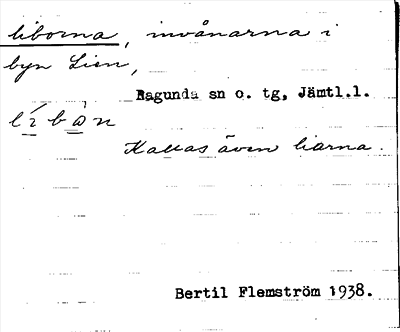 liborna, invånarna i
byn Lien,
Ragunda sn o. tg, Jämtl.l.
Kallas även liarna.
Bertil Flemström 1938.